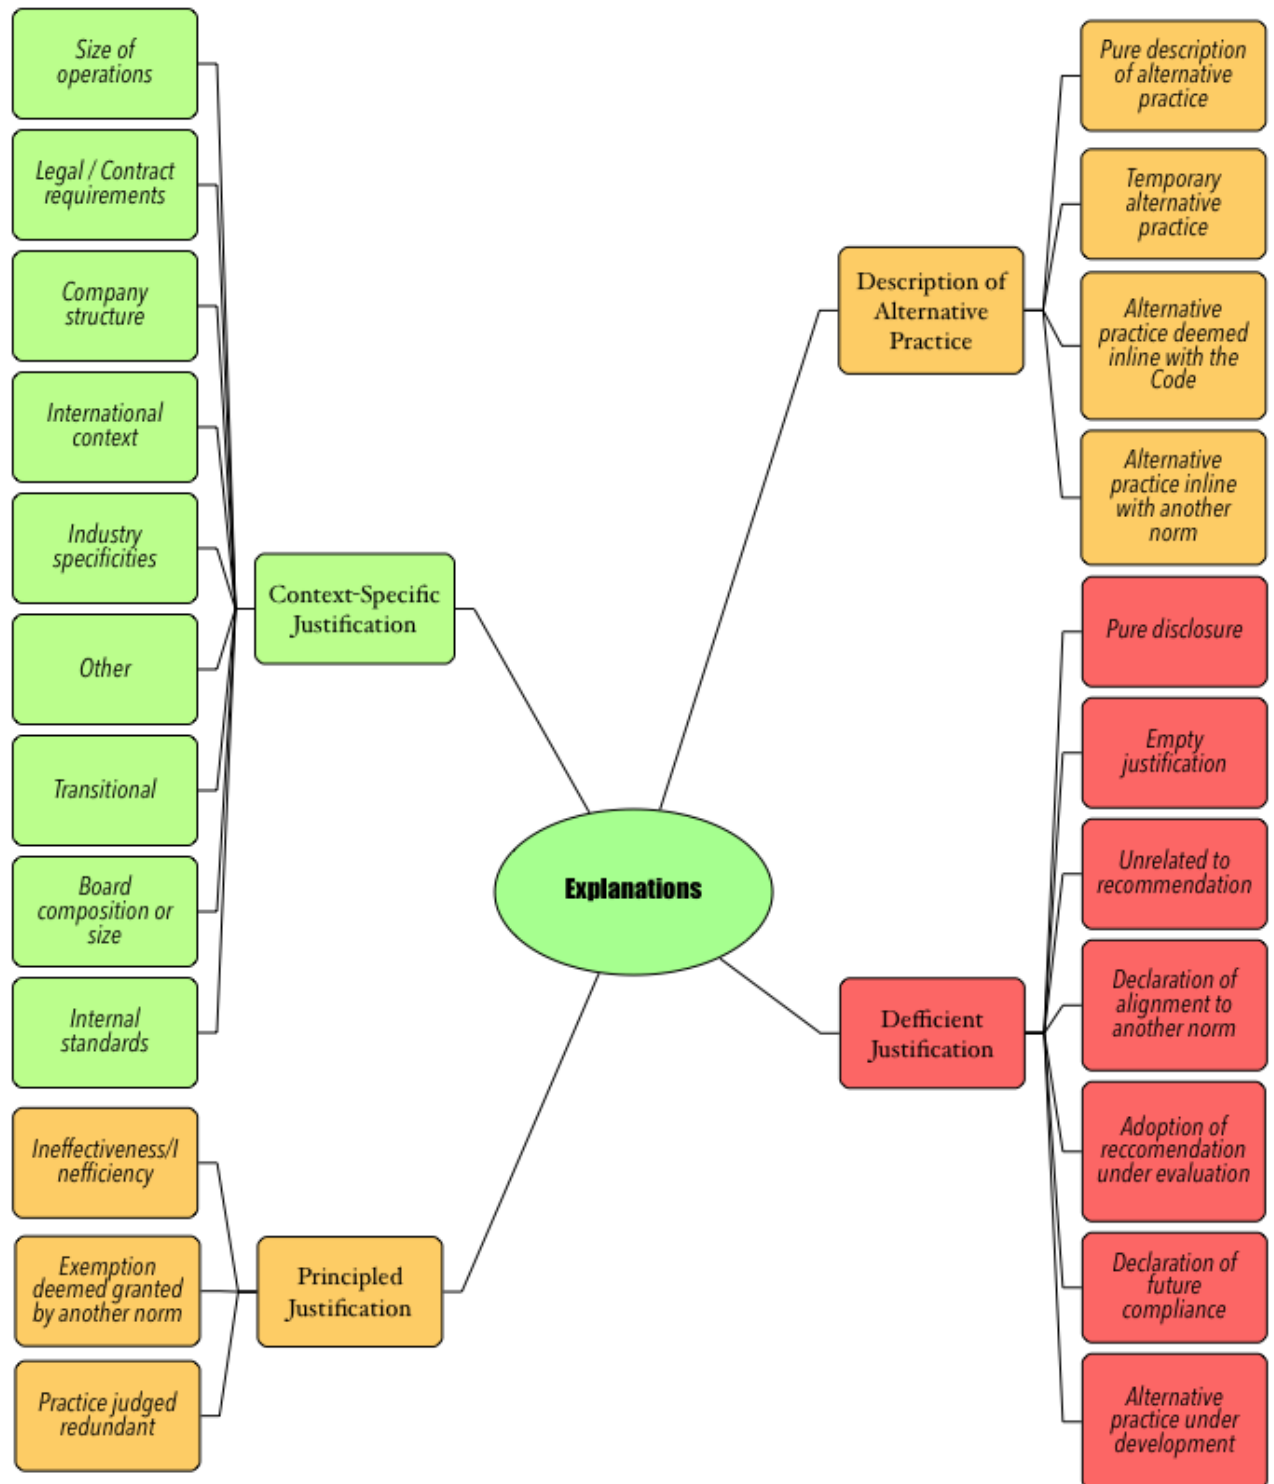 Size of
operations
Legal / Contract
requirements
Company
structure
International
context
Industry
specificities
Other
Transitional
Board
composition or
size
Internal
standards
Context-Specific
Justification
Ineffectiveness/I
nefficiency
Exemption
deemed granted
by another norm
Practice judged
redundant
Principled
Justification
Explanations
Description of
Alternative
Practice
Pure description
of alternative
practice
Temporary
alternative
practice
Alternative
practice deemed
inline with the
Code
Alternative
practice inline
with another
norm
Defficient
Justification
Pure disclosure
Empty
justification
Unrelated to
recommendation
Declaration of
alignment to
another norm
Adoption of
reccomendation
under evaluation
Declaration of
future
compliance
Alternative
practice under
development